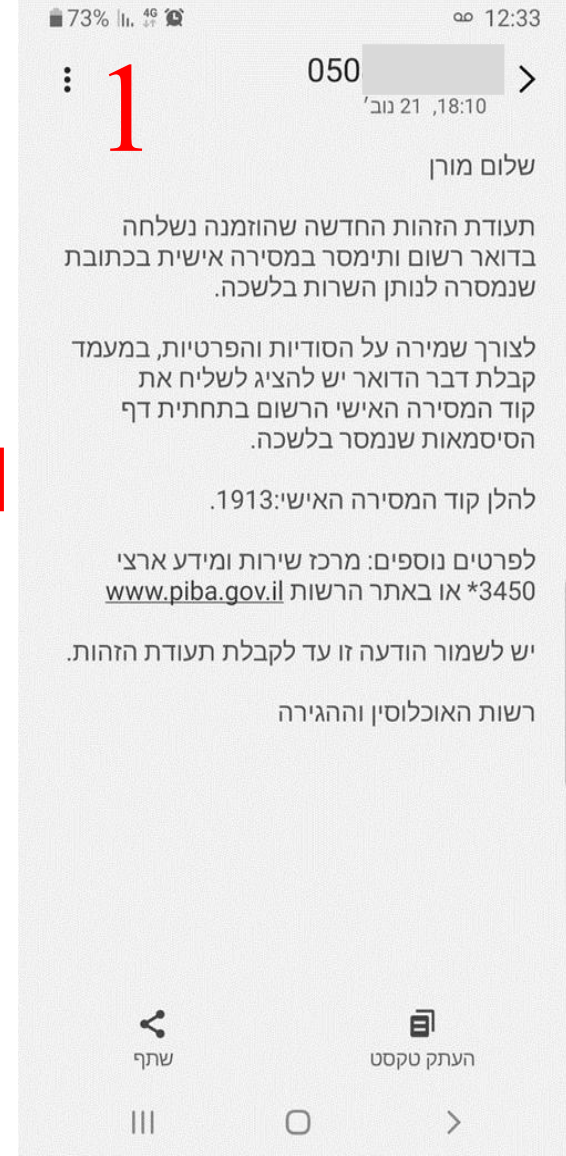 73% 4G 12:33
1
050
18:10, 21 נוב׳
שלום מורן
תעודת הזהות החדשה שהוזמנה נשלחה
בדואר רשום ותימסר במסירה אישית בכתובת
שנמסרה לנותן השרות בלשכה.
לצורך שמירה על הסודיות והפרטיות, במעמד
קבלת דבר הדואר יש להציג לשליח את
קוד המסירה האישי הרשום בתחתית דף
הסיסמאות שנמסר בלשכה.
להלן קוד המסירה האישי:1913.
לפרטים נוספים: מרכז שירות ומידע ארצי
3450* או באתר הרשות www.piba.gov.il
יש לשמור הודעה זו עד לקבלת תעודת הזהות.
רשות האוכלוסין וההגירה
העתק טקסט
שתף